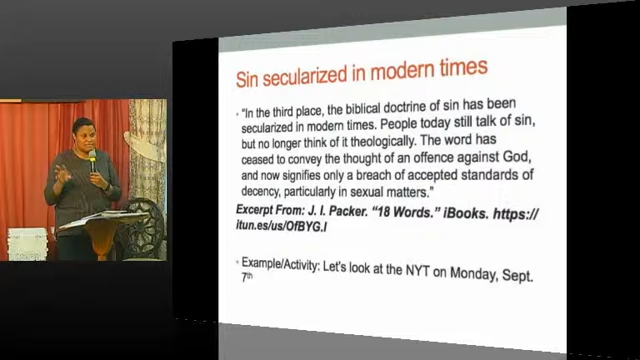 Sin secularized in modern times
• “In the third place, the biblical doctrine of sin has been
secularized in modern times. People today still talk of sin,
but no longer think of it theologically. The word has
ceased to convey the thought of an offence against God,
and now signifies only a breach of accepted standards of
decency, particularly in sexual matters.”
Excerpt From: J. I. Packer. “18 Words.” iBooks. https://
itun.es/us/OfBYG.l
• Example/Activity: Let's look at the NYT on Monday, Sept.
7th